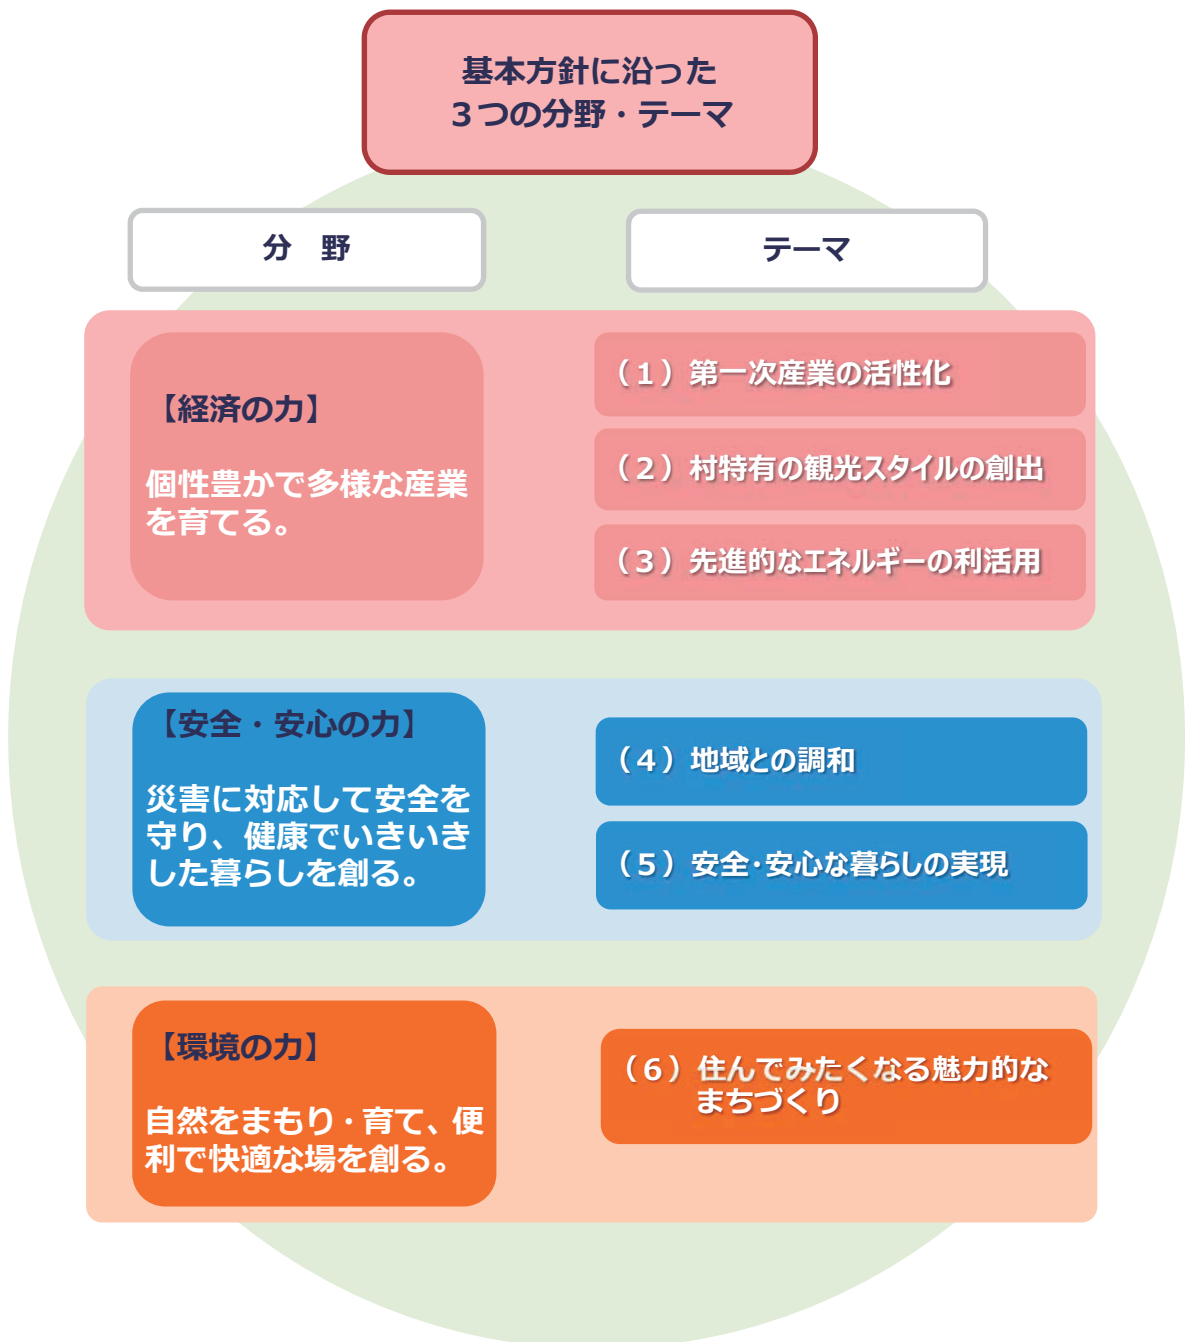 基本方針に沿った
３つの分野・テーマ
分　野
テーマ
【経済の力】
個性豊かで多様な産業
を育てる。
（１）第一次産業の活性化
（２）村特有の観光スタイルの創出
（３）先進的なエネルギーの利活用
【安全・安心の力】
災害に対応して安全を
守り、健康でいきいき
した暮らしを創る。
（４）地域との調和
（５）安全・安心な暮らしの実現
【環境の力】
自然をまもり・育て、便
利で快適な場を創る。
（６）住んでみたくなる魅力的な
まちづくり